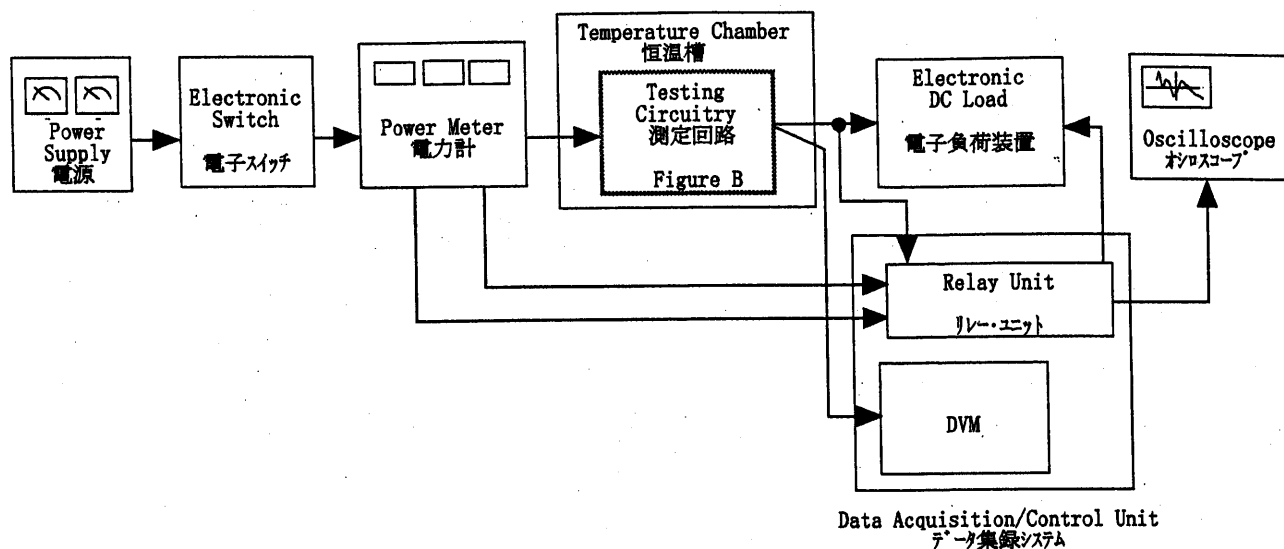 Power
Supply
電源
Electronic
Switch
電子スイッチ
Power Meter
電力計
Temperature Chamber
恒温槽
Testing
Circuitry
測定回路
Figure B
Electronic
DC Load
電子負荷装置
Oscilloscope
オシロスコープ
Relay Unit
リレー・ユニット
DVM
Data Acquisition/Control Unit
データ集録システム